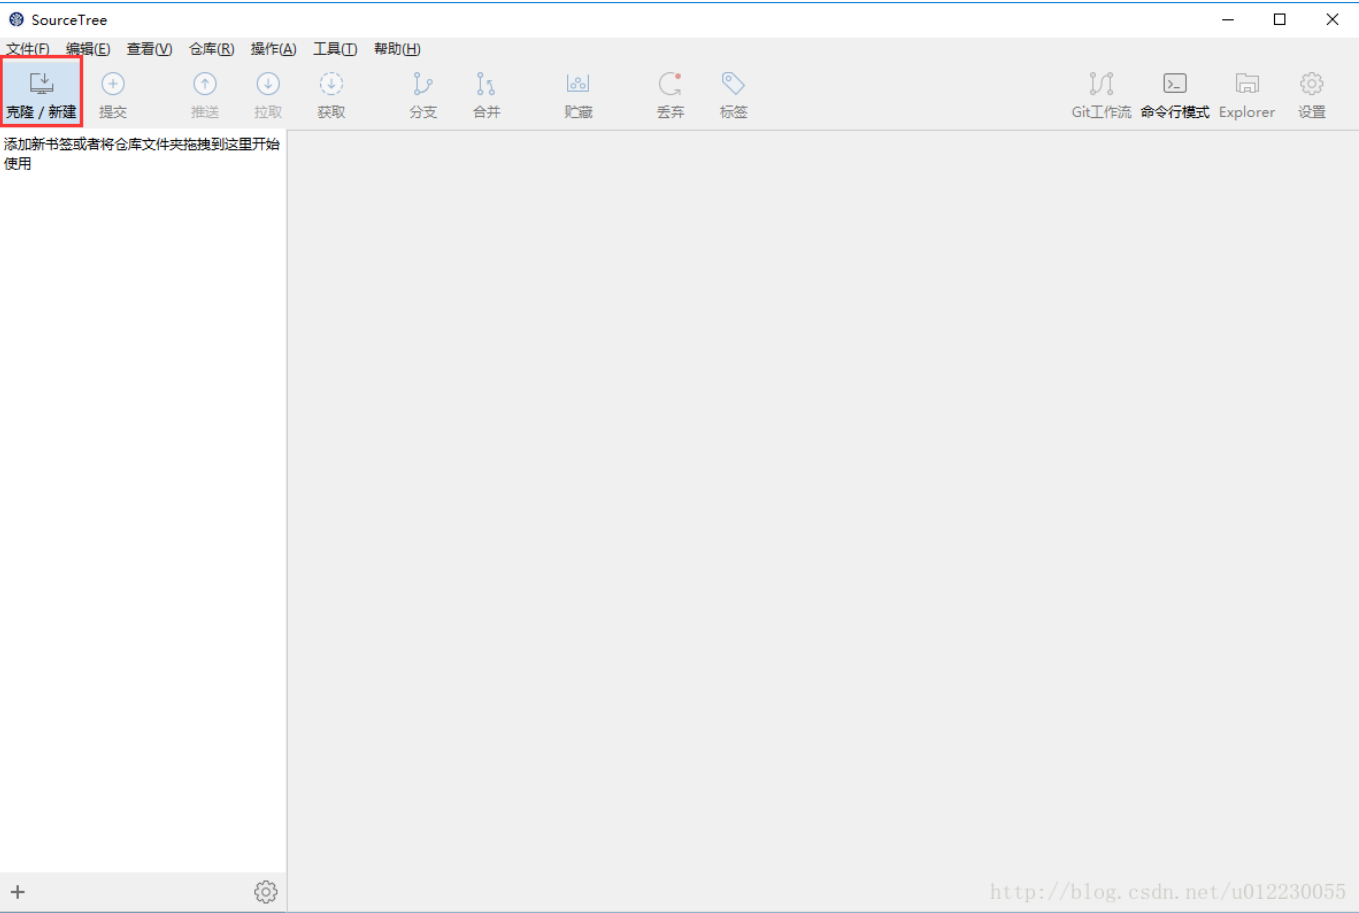 SourceTree
文件(F) 编辑(E) 查看(V) 仓库(R) 操作(A) 工具(T) 帮助(H)
克隆 / 新建 提交 推送 拉取 获取 分支 合并 贮藏 丢弃 标签 Git工作流 命令行模式 Explorer 设置
添加新书签或者将仓库文件夹拖拽到这里开始
使用
http://blog.csdn.net/u012230055